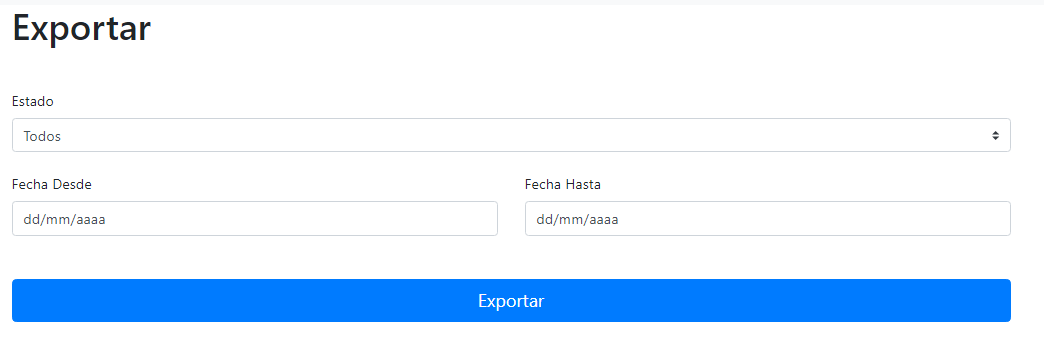 Exportar
Estado
Todos
Fecha Desde
Fecha Hasta
dd/mm/aaaa
dd/mm/aaaa
Exportar